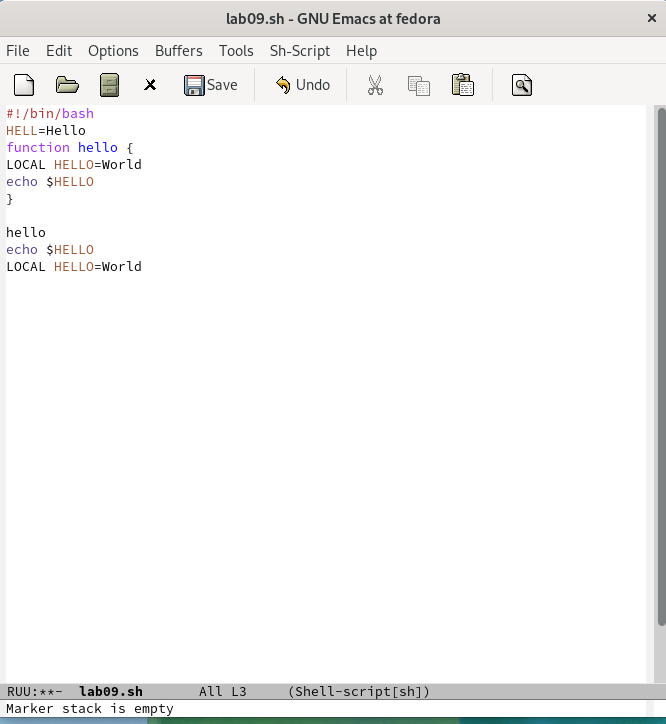 lab09.sh - GNU Emacs at fedora
File Edit Options Buffers Tools Sh-Script Help
Save Undo
#!/bin/bash
HELL=Hello
function hello {
LOCAL HELLO=World
echo $HELLO
}
hello
echo $HELLO
LOCAL HELLO=World
RUU:**- lab09.sh All L3 (Shell-script[sh])
Marker stack is empty